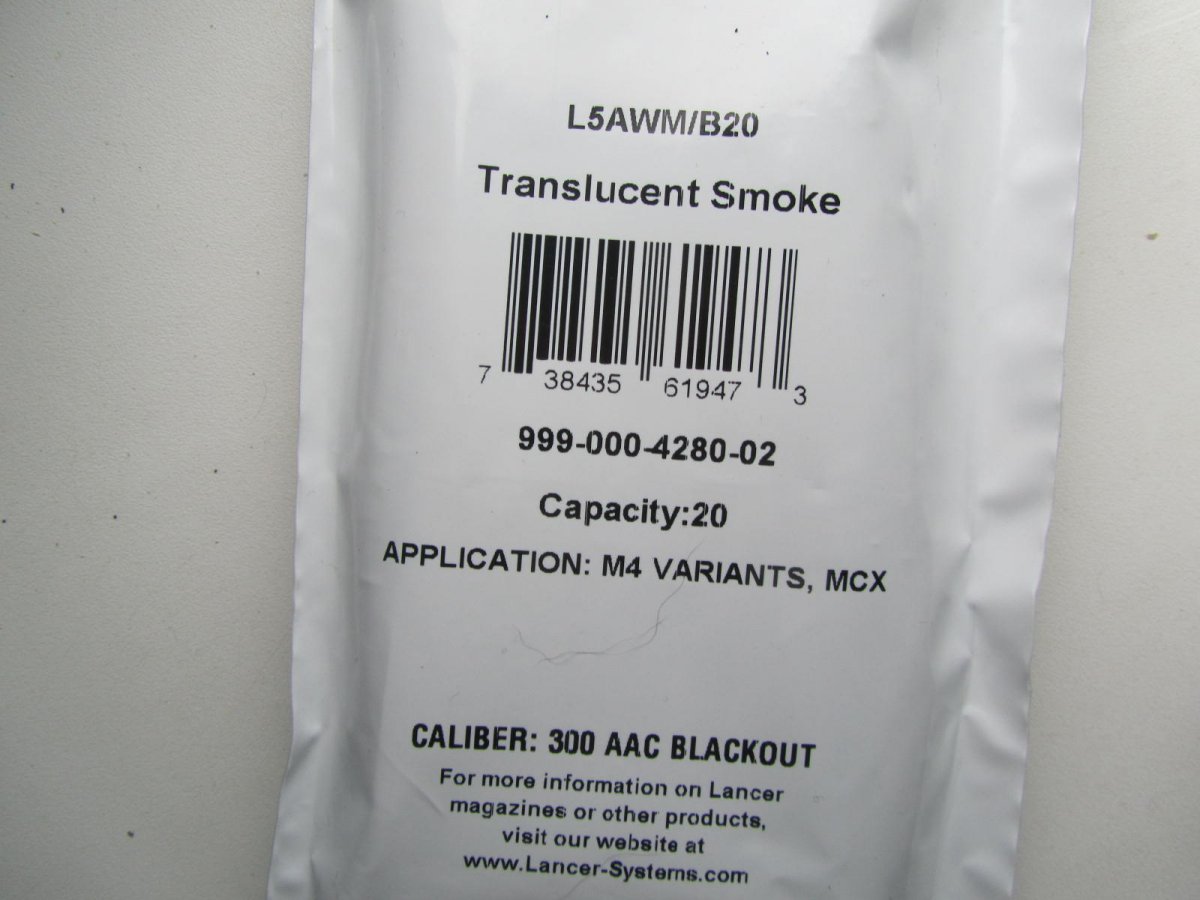 L5AWM/B20
Translucent Smoke
7 38435 61947 3
999-000-4280-02
Capacity:20
APPLICATION: M4 VARIANTS, MCX
CALIBER: 300 AAC BLACKOUT
For more information on Lancer
magazines or other products,
visit our website at
www.Lancer-Systems.com